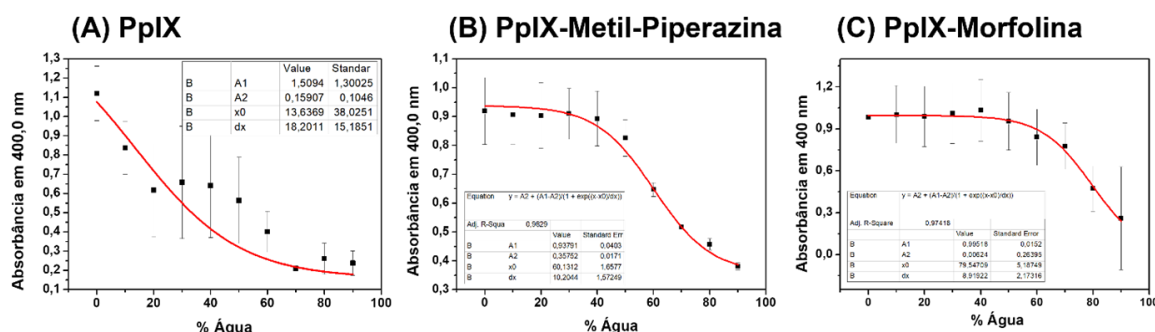 (A) PpIX
(B) PpIX-Metil-Piperazina
(C) PpIX-Morfolina
Absorbância em 400,0 nm
1,3
1,2
1,1
1,0
0,9
0,8
0,7
0,6
0,5
0,4
0,3
0,2
0,1
Value Standar
B A1 1,5094 1,30025
B A2 0,15907 0,1046
B x0 13,6369 38,0251
B dx 18,2011 15,1851
0 20 40 60 80 100
% Água
Absorbância em 400,0 nm
1,1
1,0
0,9
0,8
0,7
0,6
0,5
0,4
0,3
Equation y = A2 + (A1-A2)/(1 + exp((x-x0)/dx))
Adj. R-Squa 0,9829
Value Standard Err
B A1 0,93791 0,0403
B A2 0,35752 0,0171
B x0 60,1312 1,6577
B dx 10,2044 1,57249
0 20 40 60 80 100
% Água
Absorbância em 400 nm
1,2
0,9
0,6
0,3
0,0
Equation y = A2 + (A1-A2)/(1 + exp((x-x0)/dx))
Adj. R-Square 0,97418
Value Standard Error
B A1 0,99518 0,0152
B A2 0,00624 0,26393
B x0 79,54709 5,18749
B dx 8,91922 2,17316
0 20 40 60 80 100
% Água